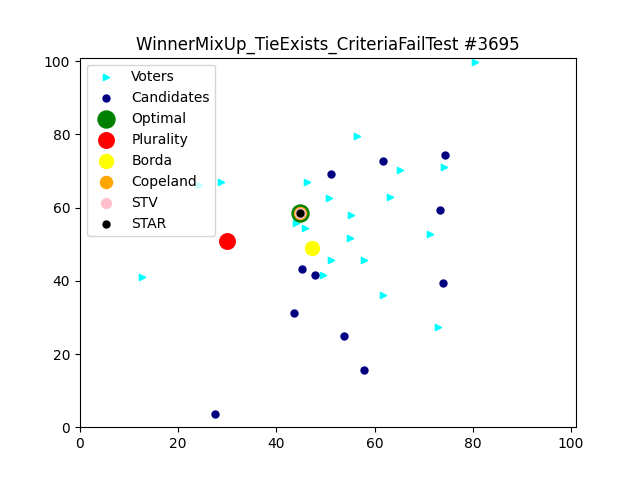 WinnerMixUp_TieExists_CriteriaFailTest #3695
100
80
60
40
20
0
Voters
Candidates
Optimal
Plurality
Borda
Copeland
STV
STAR
0 20 40 60 80 100